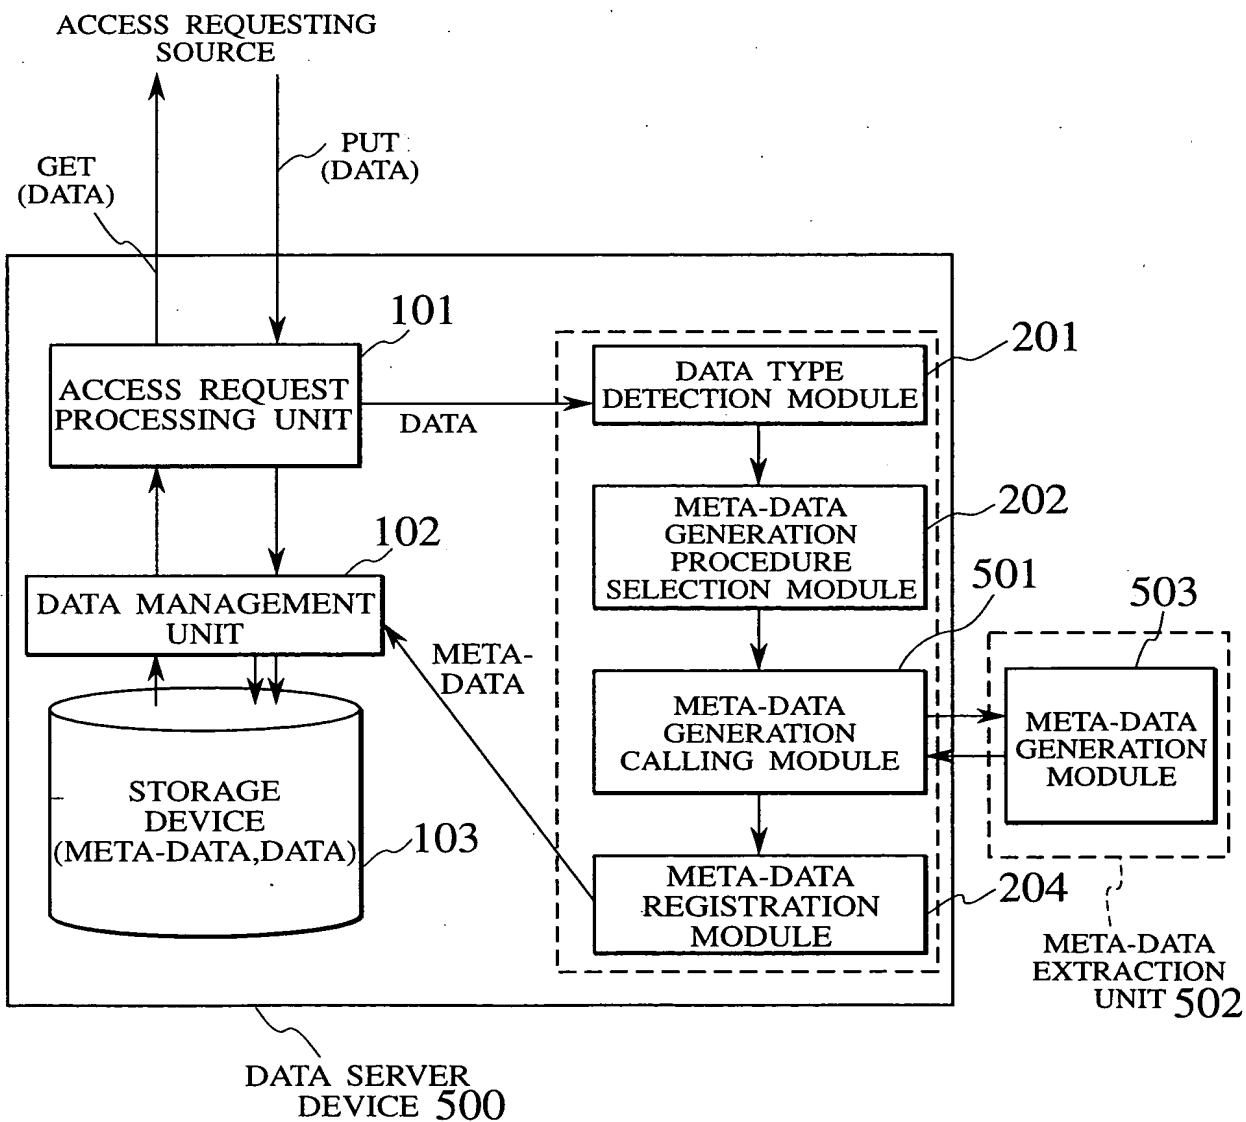 ACCESS REQUESTING
SOURCE
PUT
(DATA)
GET
(DATA)
101
201
ACCESS REQUEST
PROCESSING UNIT
DATA
DATA TYPE
DETECTION MODULE
202
META-DATA
GENERATION
PROCEDURE
SELECTION MODULE
102
DATA MANAGEMENT
UNIT
501
503
META-
DATA
META-DATA
GENERATION
CALLING MODULE
META-DATA
GENERATION
MODULE
STORAGE
DEVICE
(META-DATA,DATA)
103
META-DATA
REGISTRATION
MODULE
204
META-DATA
EXTRACTION
UNIT 502
DATA SERVER
DEVICE 500